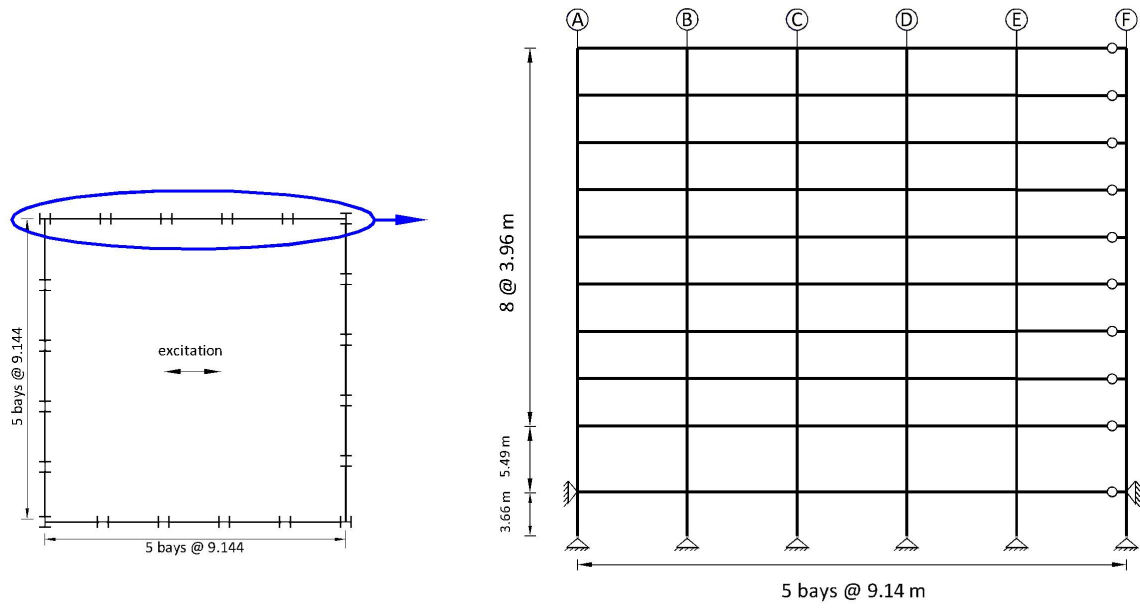 5 bays @ 9.144
excitation
5 bays @ 9.144
A B C D E F
8 @ 3.96 m
5.49 m
3.66 m
5 bays @ 9.14 m